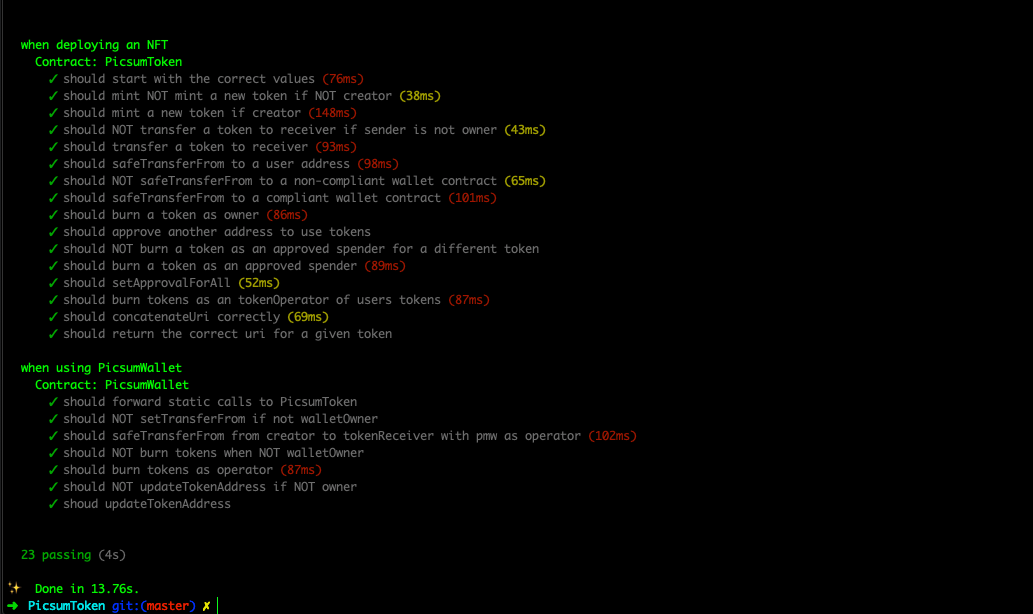 when deploying an NFT
Contract: PicsumToken
✓ should start with the correct values (76ms)
✓ should mint NOT mint a new token if NOT creator (38ms)
✓ should mint a new token if creator (148ms)
✓ should NOT transfer a token to receiver if sender is not owner (43ms)
✓ should transfer a token to receiver (93ms)
✓ should safeTransferFrom to a user address (98ms)
✓ should NOT safeTransferFrom to a non-compliant wallet contract (65ms)
✓ should safeTransferFrom to a compliant wallet contract (101ms)
✓ should burn a token as owner (86ms)
✓ should approve another address to use tokens
✓ should NOT burn a token as an approved spender for a different token
✓ should burn a token as an approved spender (89ms)
✓ should setApprovalForAll (52ms)
✓ should burn tokens as an tokenOperator of users tokens (87ms)
✓ should concatenateUri correctly (69ms)
✓ should return the correct uri for a given token
when using PicsumWallet
Contract: PicsumWallet
✓ should forward static calls to PicsumToken
✓ should NOT setTransferFrom if not walletOwner
✓ should safeTransferFrom from creator to tokenReceiver with pmw as operator (102ms)
✓ should NOT burn tokens when NOT walletOwner
✓ should burn tokens as operator (87ms)
✓ should NOT updateTokenAddress if NOT owner
✓ shoud updateTokenAddress
23 passing (4s)
✨ Done in 13.76s.
➜ PicsumToken git:(master) ✗